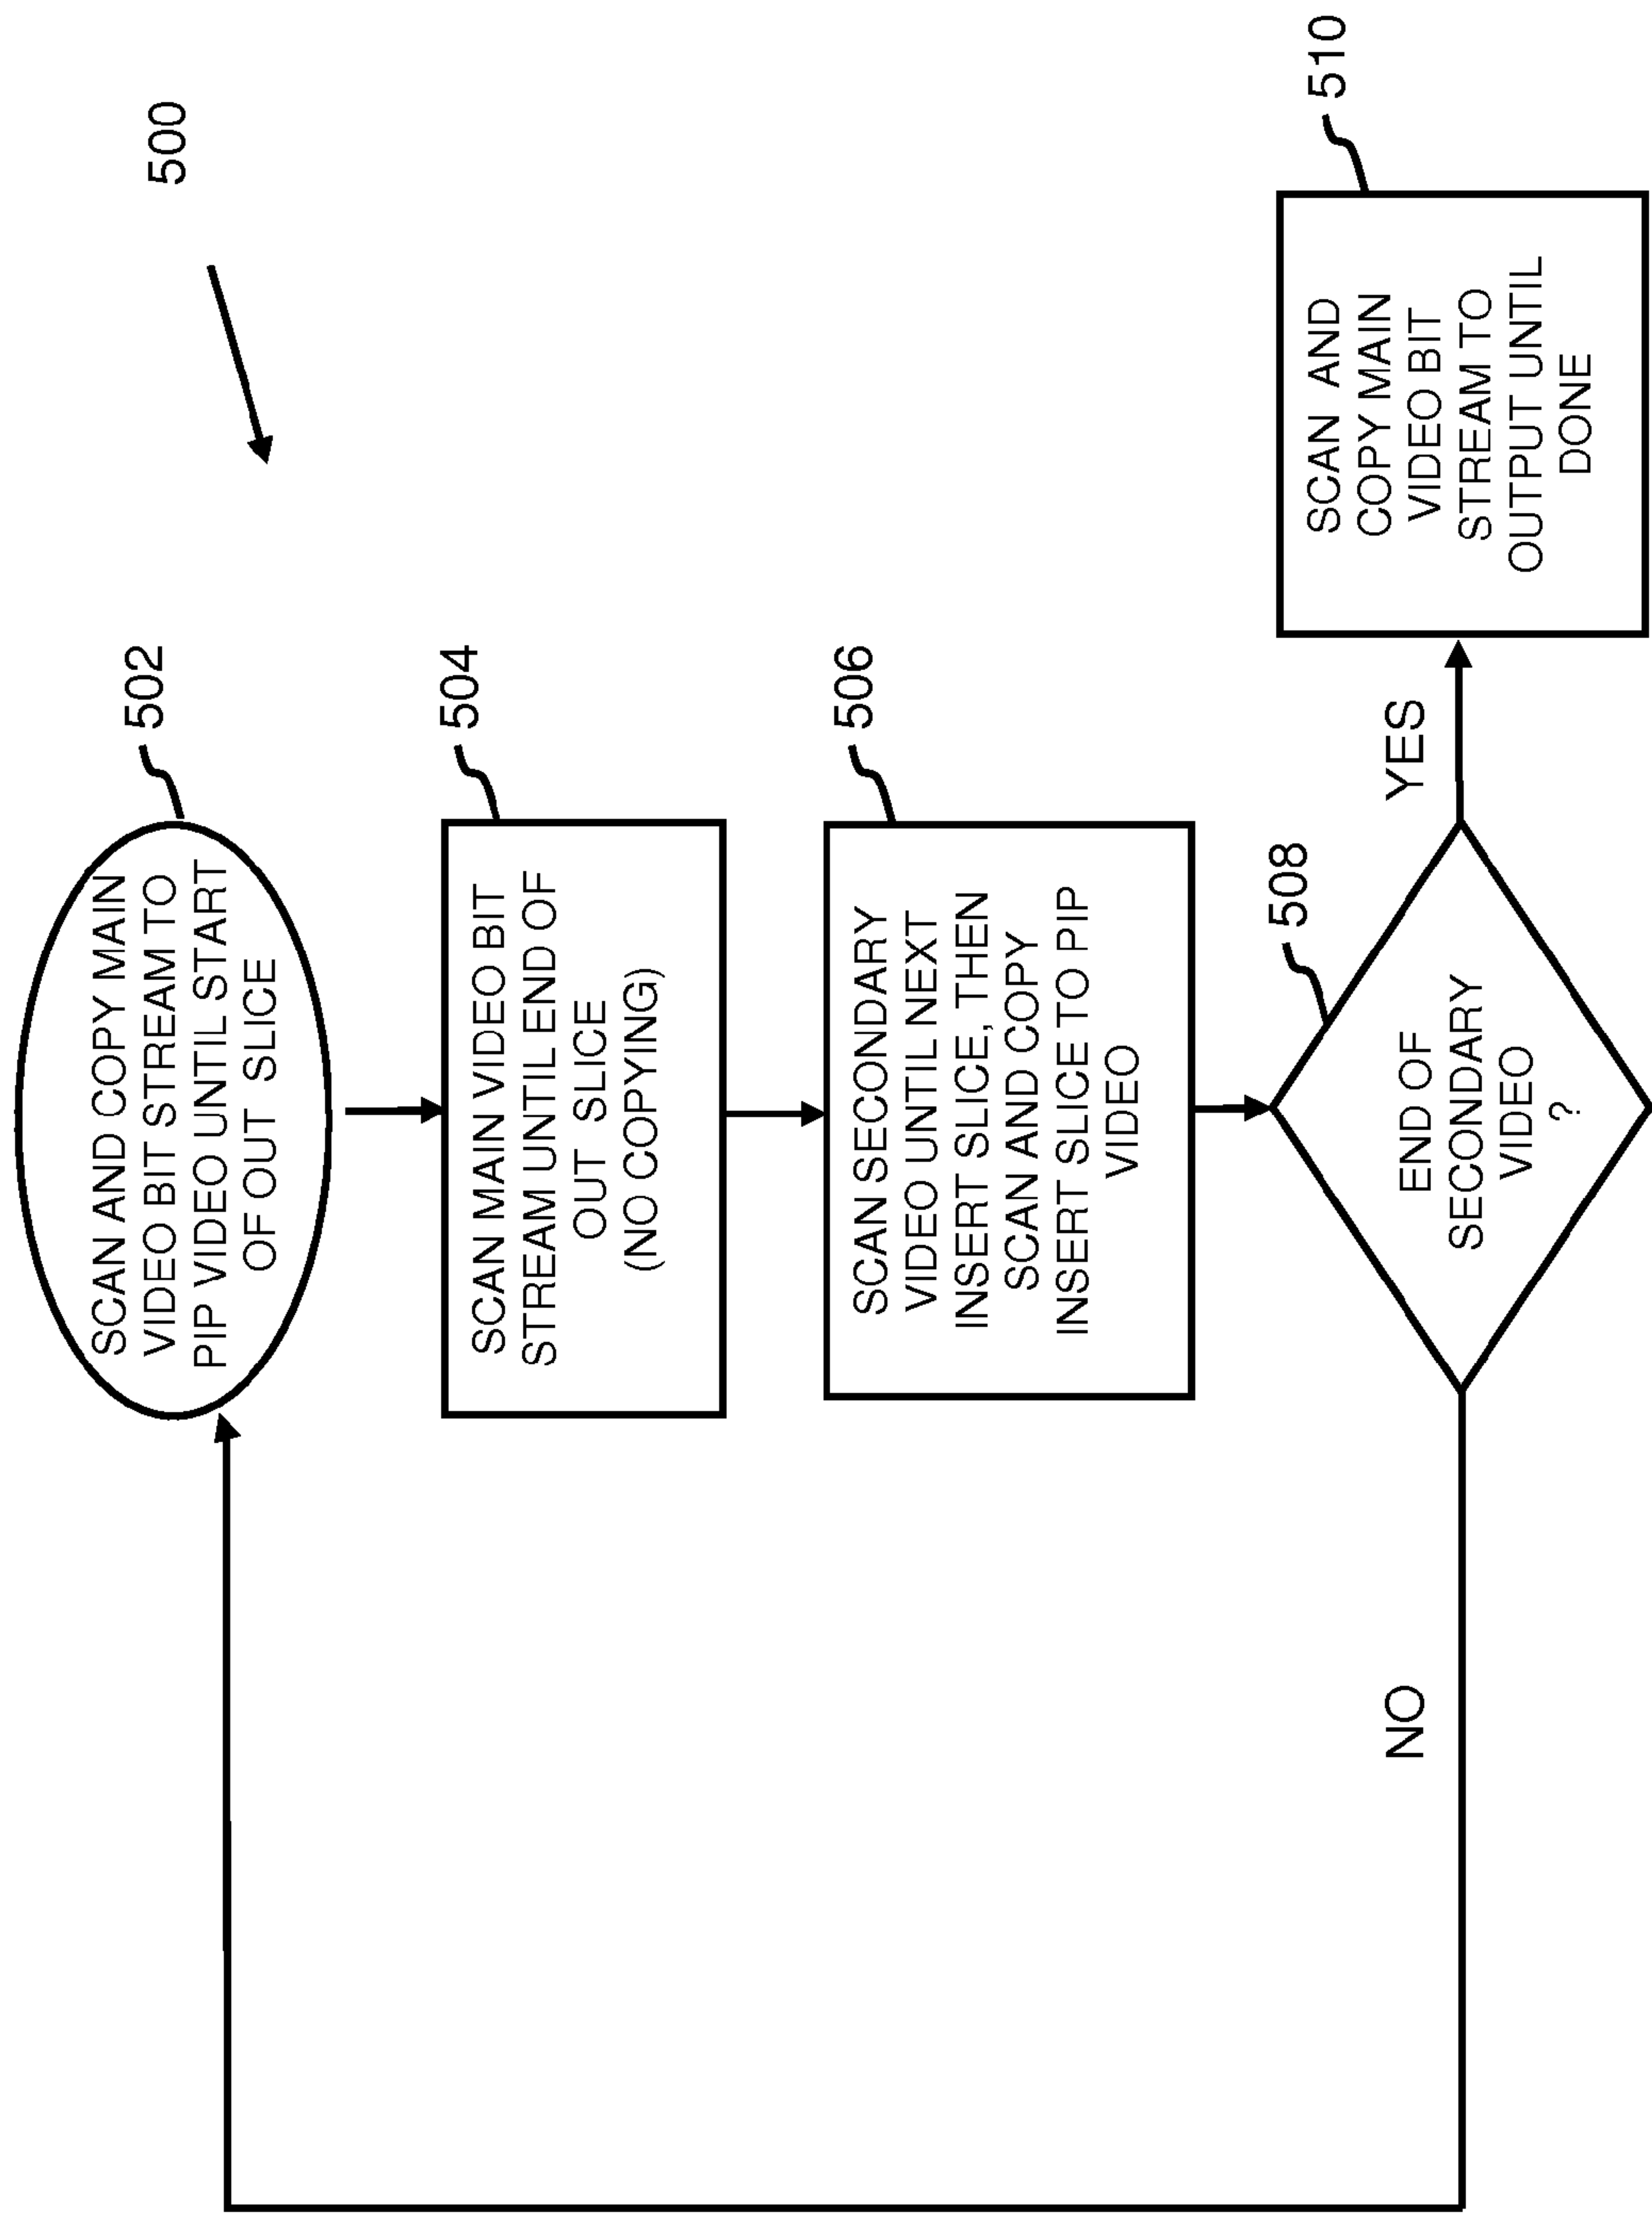 500
502
SCAN AND COPY MAIN
VIDEO BIT STREAM TO
PIP VIDEO UNTIL START
OF OUT SLICE
504
SCAN MAIN VIDEO BIT
STREAM UNTIL END OF
OUT SLICE
(NO COPYING)
506
SCAN SECONDARY
VIDEO UNTIL NEXT
INSERT SLICE, THEN
SCAN AND COPY
INSERT SLICE TO PIP
VIDEO
508
END OF
SECONDARY
VIDEO
?
NO
YES
510
SCAN AND
COPY MAIN
VIDEO BIT
STREAM TO
OUTPUT UNTIL
DONE